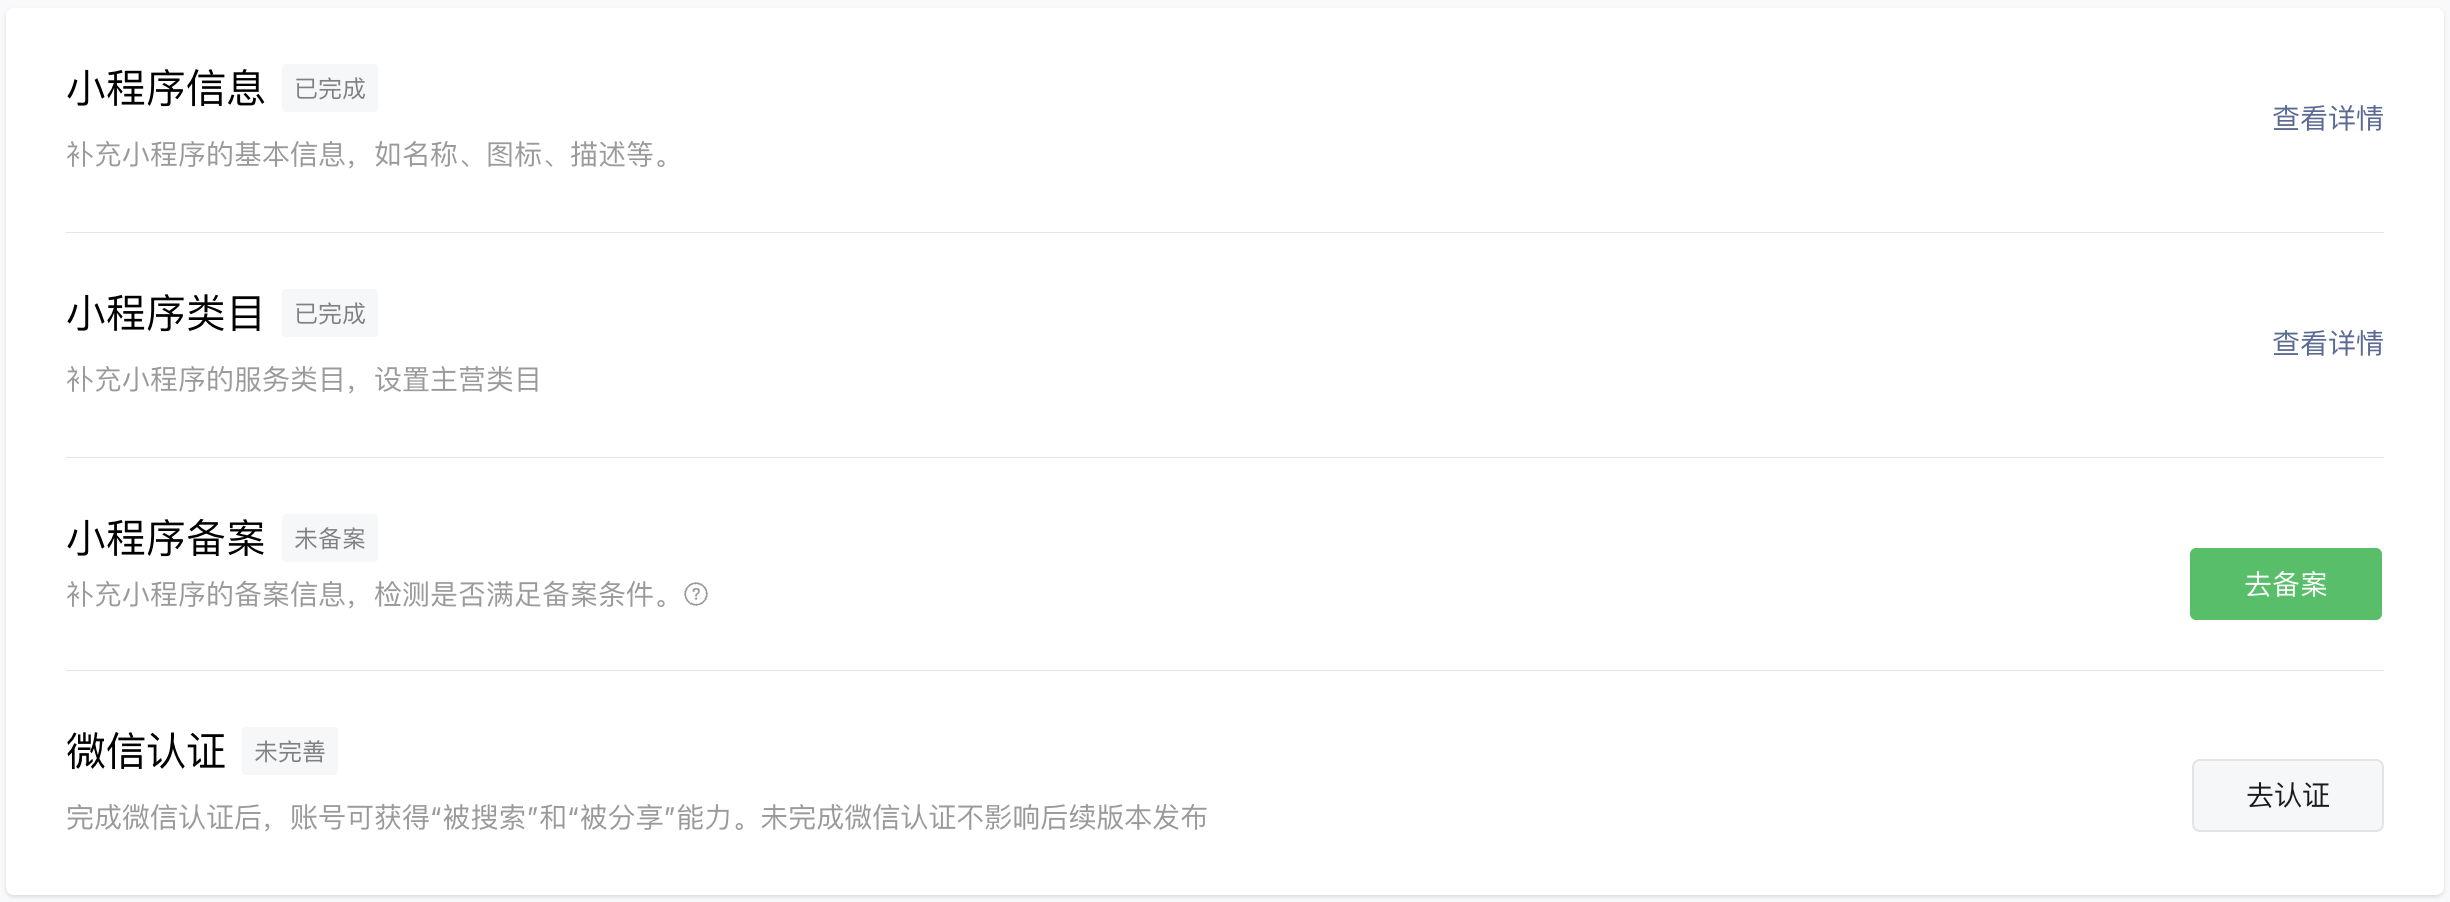 小程序信息 已完成
查看详情
补充小程序的基本信息，如名称、图标、描述等。
小程序类目 已完成
查看详情
补充小程序的服务类目，设置主营类目
小程序备案 未备案
补充小程序的备案信息，检测是否满足备案条件。?
去备案
微信认证 未完善
去认证
完成微信认证后，账号可获得“被搜索”和“被分享”能力。未完成微信认证不影响后续版本发布